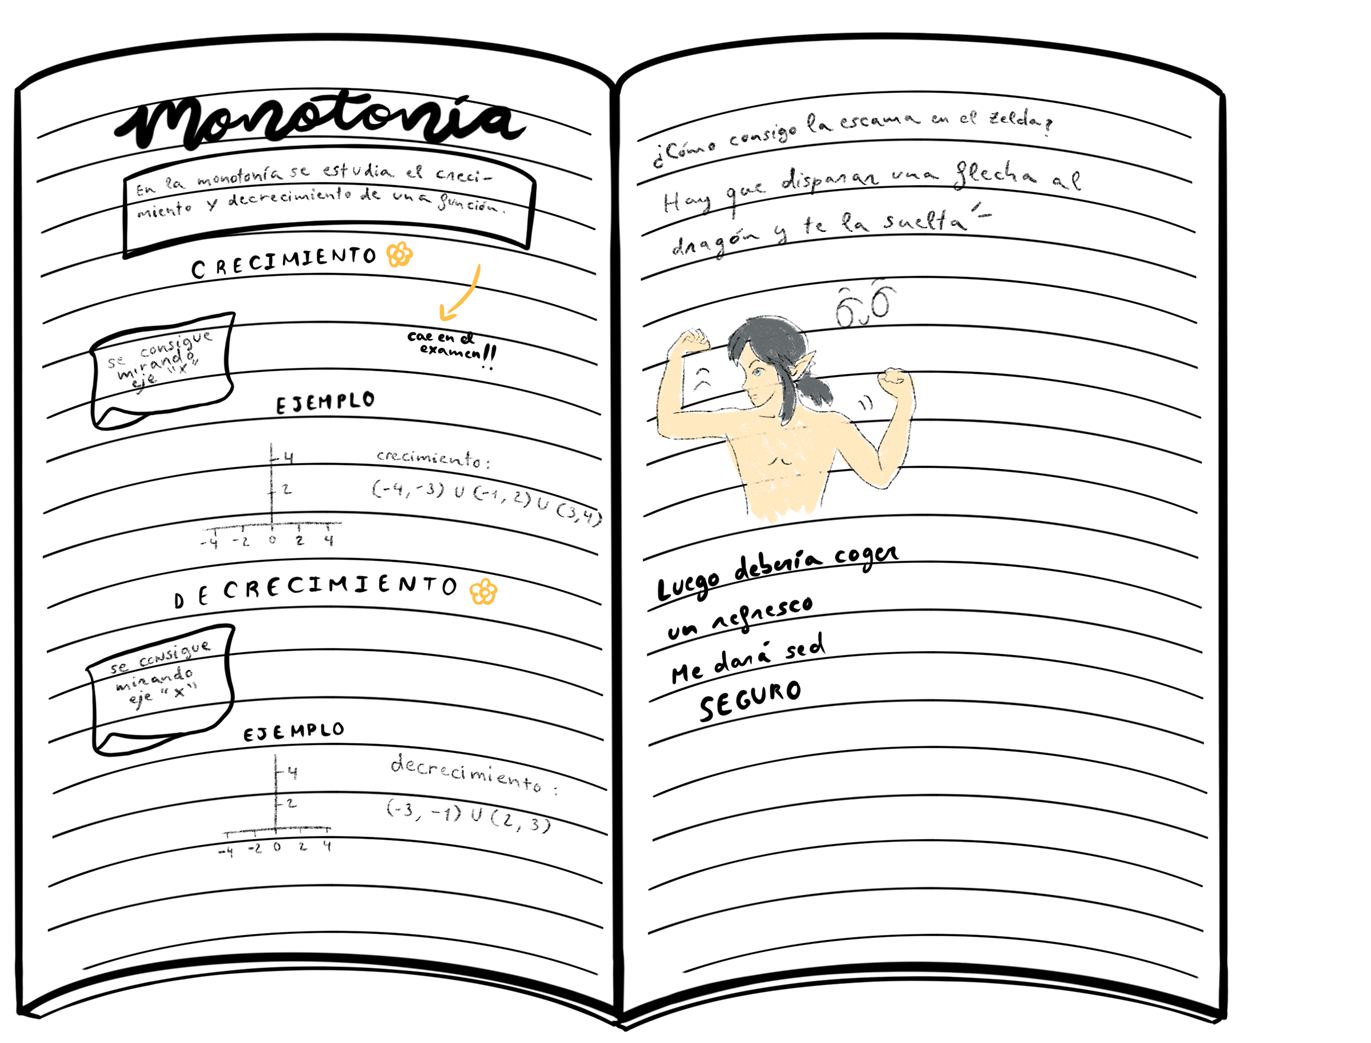 Monotonía
En la monotonía se estudia el creci-
miento y decrecimiento de una función.
CRECIMIENTO
cae en el
examen!!
se consigue
mirando
eje "x"
EJEMPLO
4
2
-4 -2 0 2 4
crecimiento:
(-4,-3) U (-1, 2) U (3,4)
DECRECIMIENTO
se consigue
mirando
eje "x"
EJEMPLO
4
2
-4 -2 0 2 4
decrecimiento:
(-3, -1) U (2, 3)
¿Cómo consigo la escama en el Zelda?
Hay que disparar una flecha al
dragón y te la suelta
Luego debería coger
un refresco
Me dará sed
SEGURO